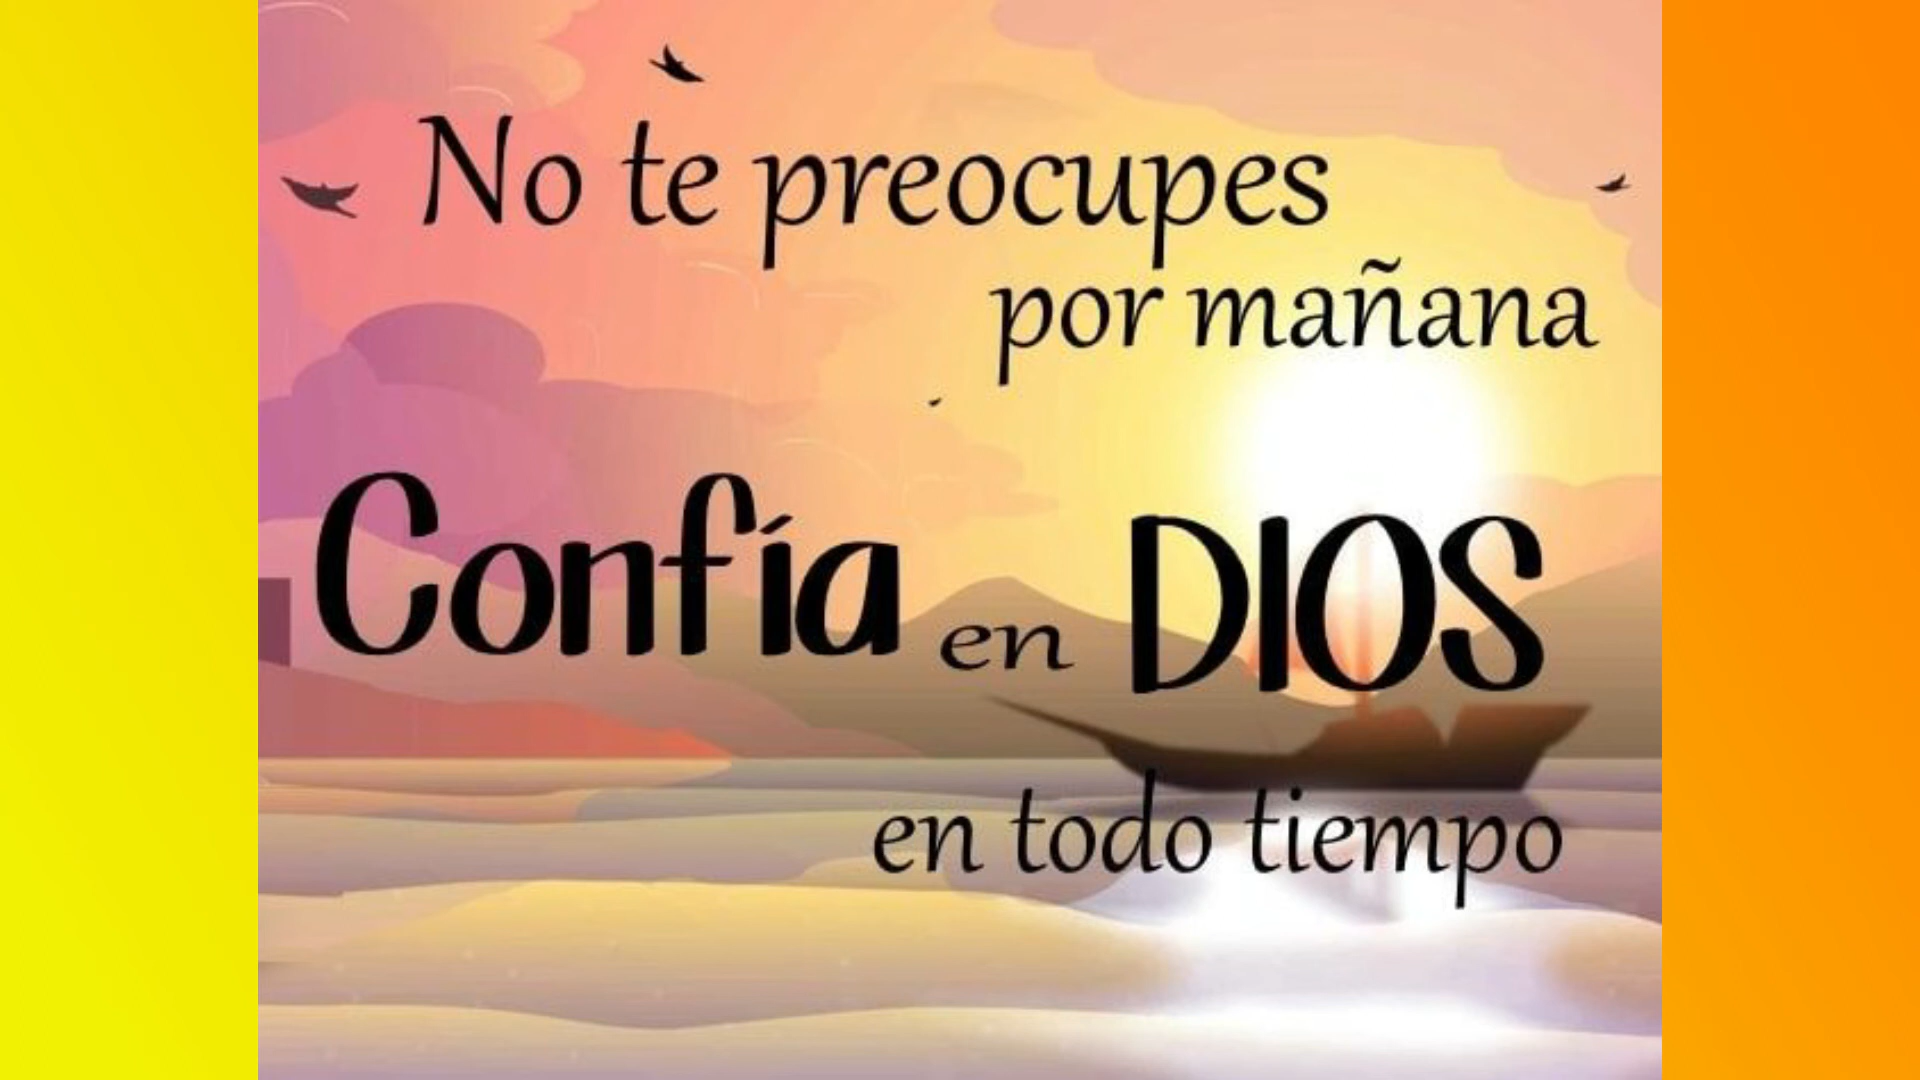 No te preocupes
por mañana
Confía en DIOS
en todo tiempo